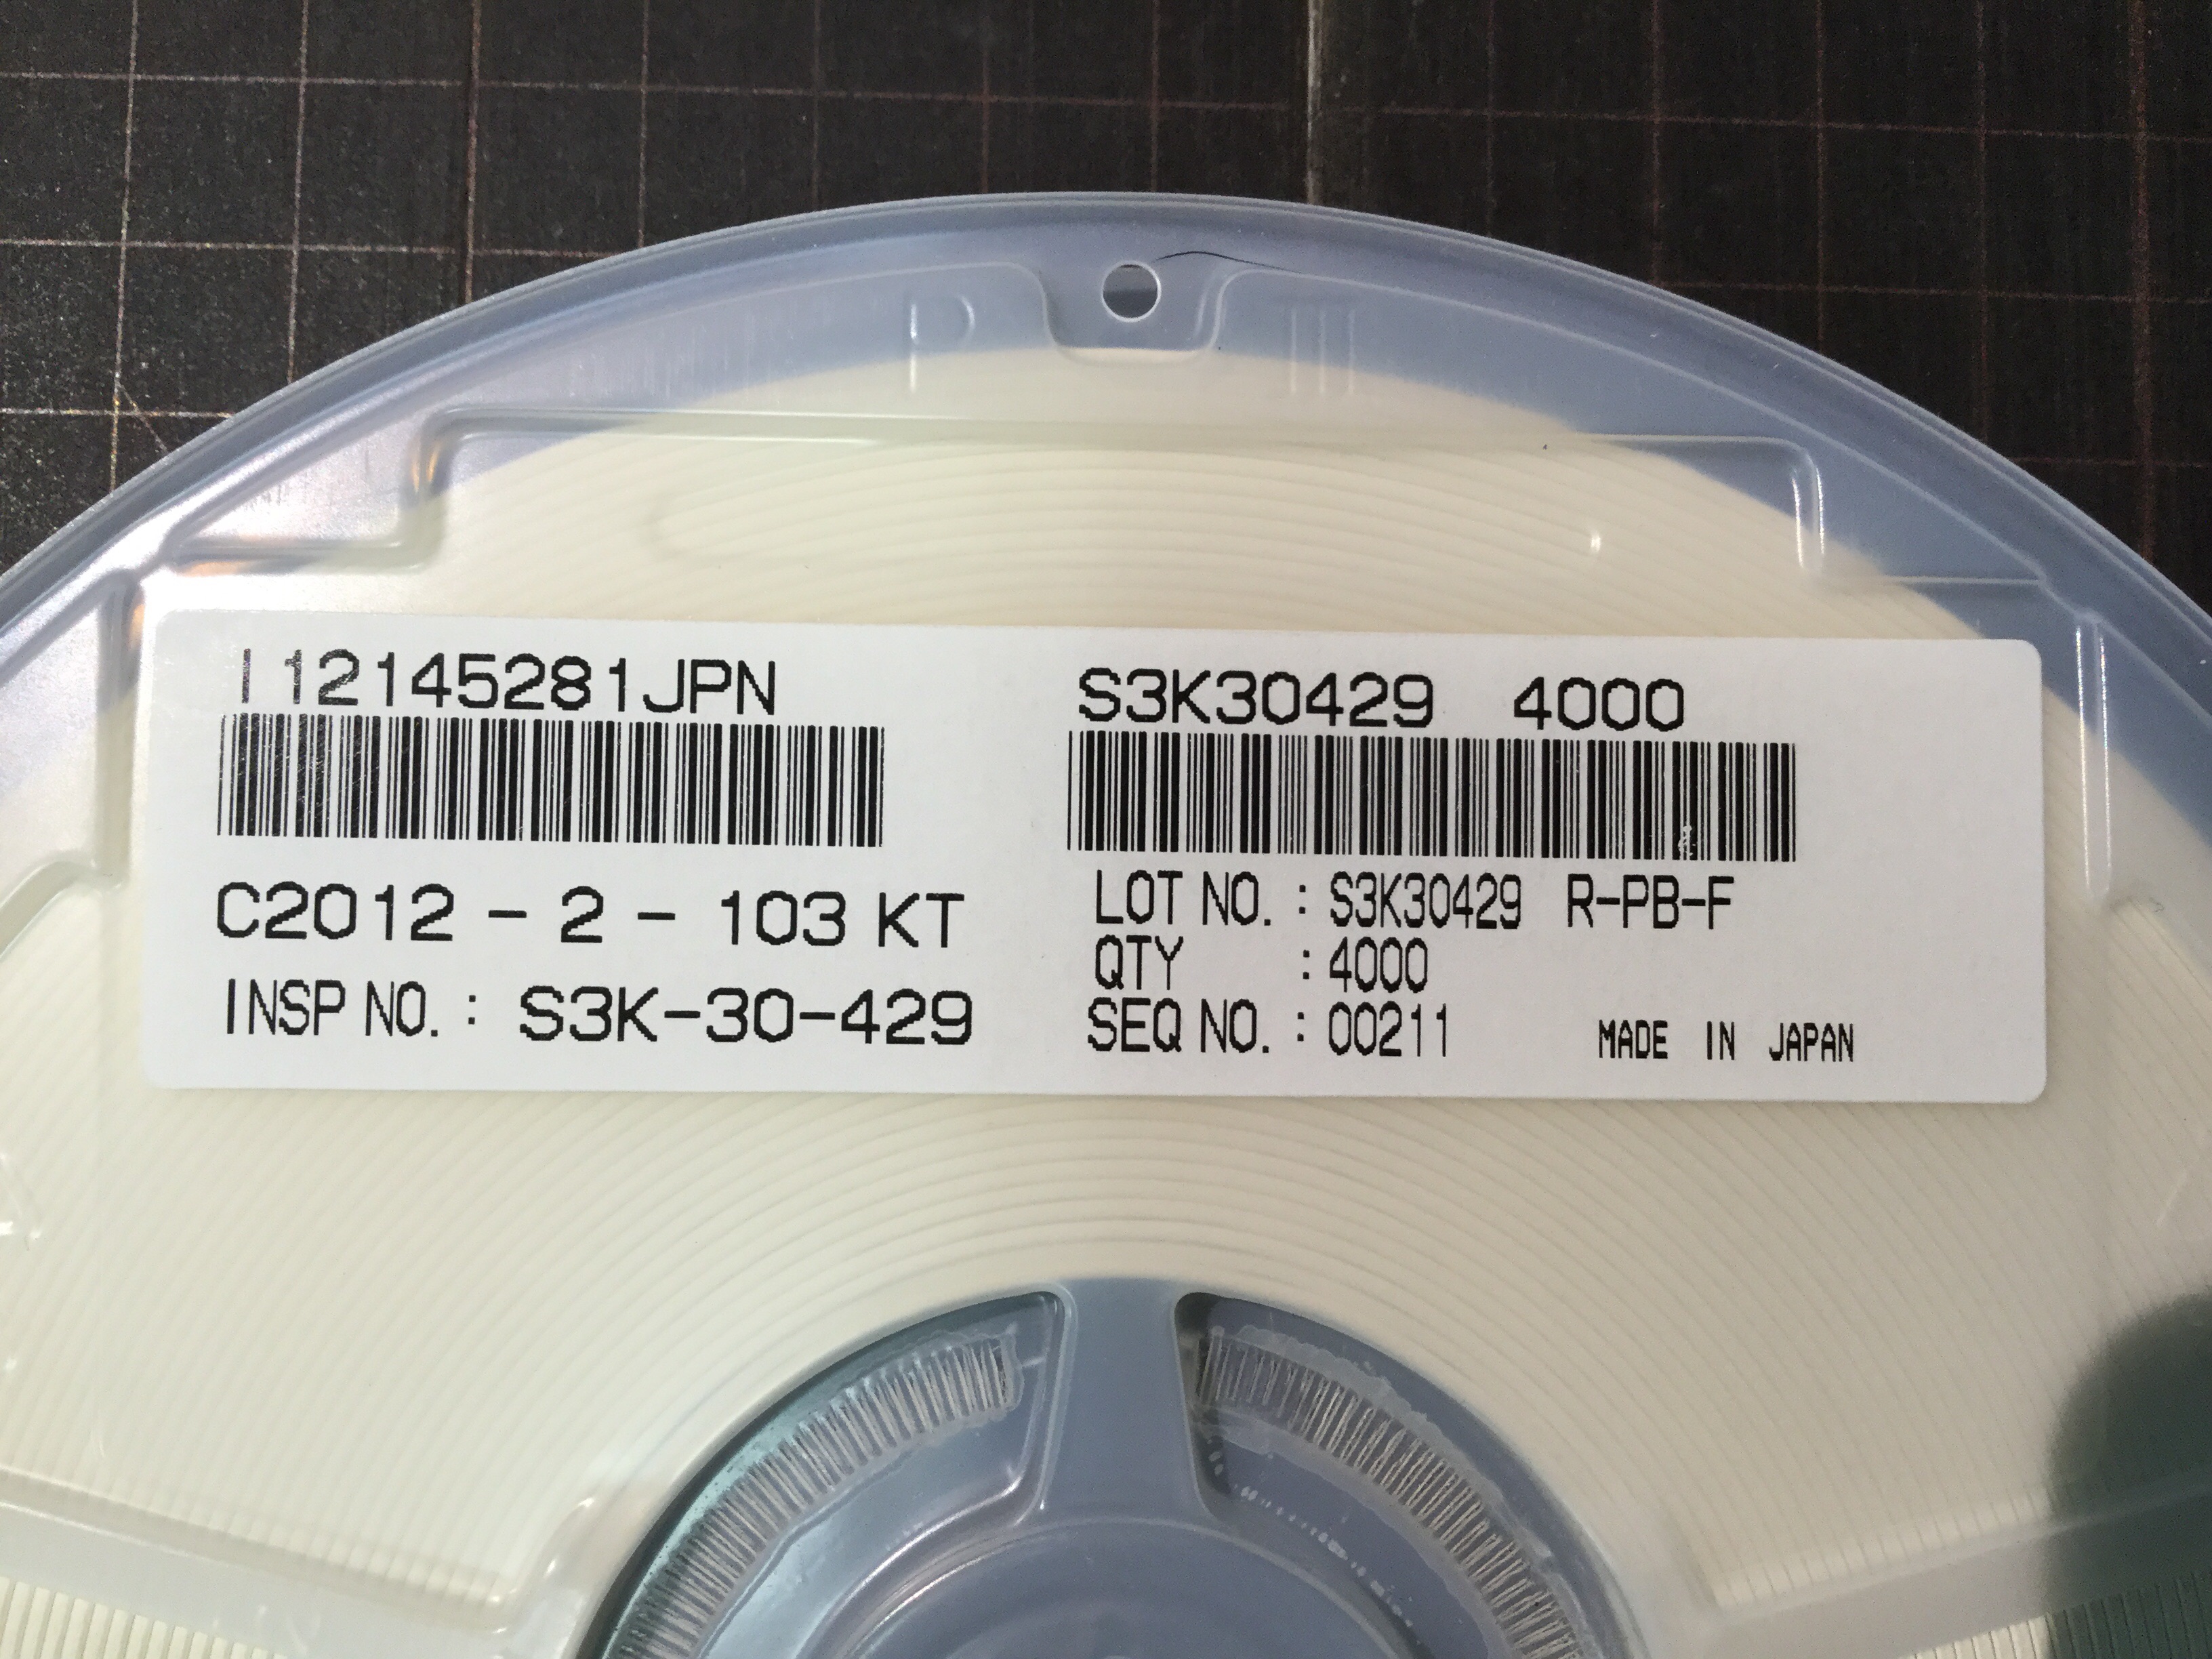 I12145281JPN
S3K30429 4000
C2012 - 2 - 103 KT
INSP NO. : S3K-30-429
LOT NO. : S3K30429 R-PB-F
QTY : 4000
SEQ NO. : 00211
MADE IN JAPAN